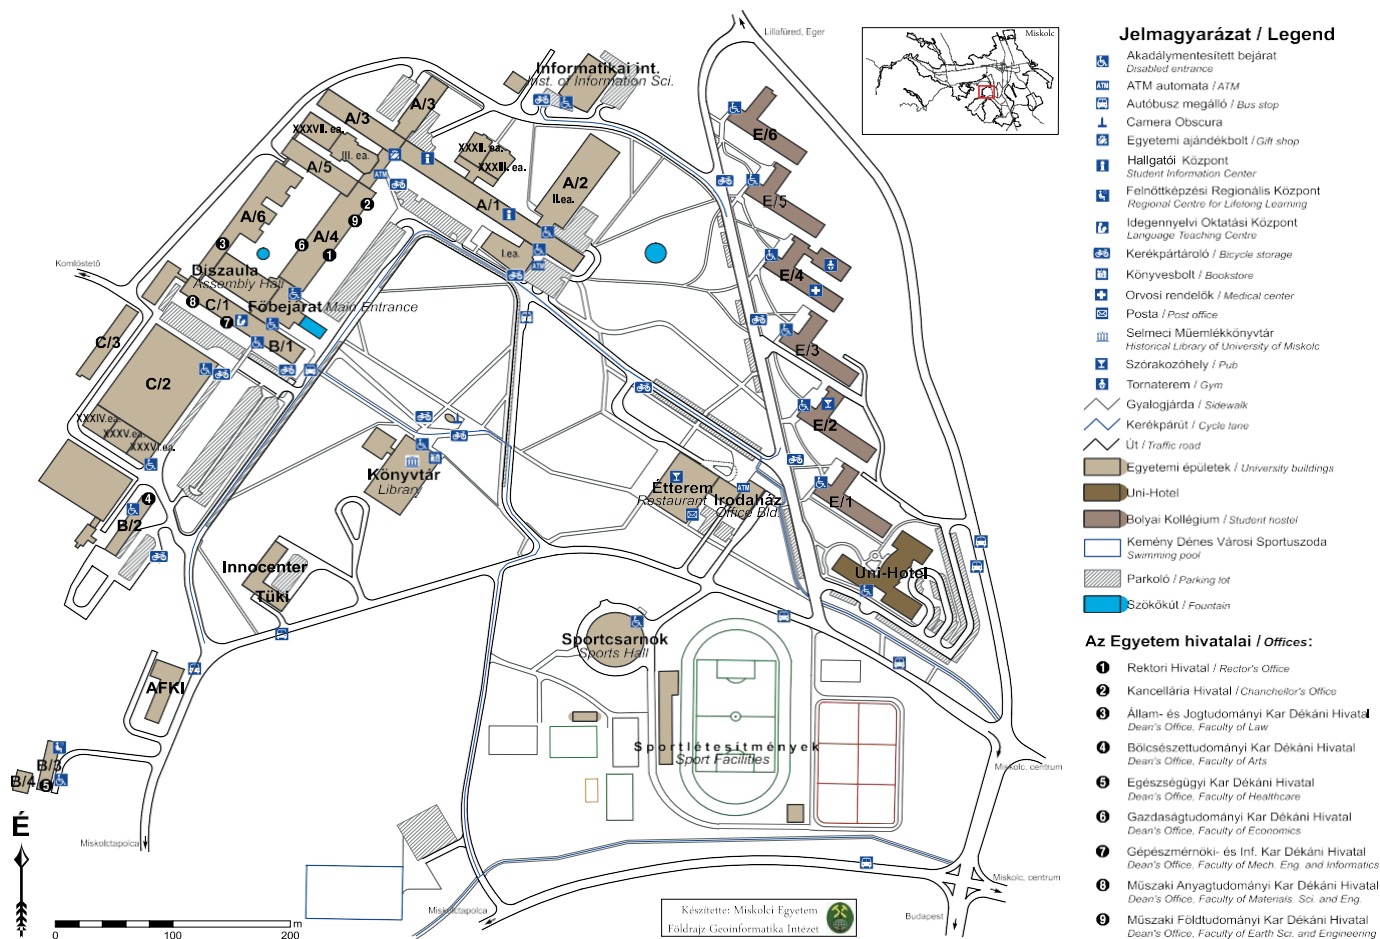 Lillafüred, Eger
Miskolc
Informatikai int.
Inst. of Information Sci.
A/3
A/3
XXXVII. ea.
III. ea.
A/5
XXXII. ea.
XXXIII. ea.
A/2
II.ea.
A/1
I.ea.
A/6
A/4
E/6
E/5
E/4
E/3
E/2
E/1
Komlóstető
Díszaula
Assembly Hall
C/1
Főbejárat Main Entrance
B/1
C/3
C/2
XXXIV.ea.
XXXV.ea.
XXXVI.ea.
B/2
Könyvtár
Library
Étterem
Restaurant
Irodaház
Office Bld.
Innocenter
Tüki
Uni-Hotel
Sportcsarnok
Sports Hall
AFKI
B/3
B/4
Sportlétesítmények
Sport Facilities
Miskolc, centrum
Miskolc, centrum
Miskolctapolca
Miskolctapolca
Budapest
É
0 100 200 m
Készítette: Miskolci Egyetem
Földrajz-Geoinformatika Intézet
Jelmagyarázat / Legend
Akadálymentesített bejárat
Disabled entrance
ATM automata / ATM
Autóbusz megálló / Bus stop
Camera Obscura
Egyetemi ajándékbolt / Gift shop
Hallgatói Központ
Student Information Center
Felnőttképzési Regionális Központ
Regional Centre for Lifelong Learning
Idegennyelvi Oktatási Központ
Language Teaching Centre
Kerékpártároló / Bicycle storage
Könyvesbolt / Bookstore
Orvosi rendelők / Medical center
Posta / Post office
Selmeci Műemlékkönyvtár
Historical Library of University of Miskolc
Szórakozóhely / Pub
Tornaterem / Gym
Gyalogjárda / Sidewalk
Kerékpárút / Cycle lane
Út / Traffic road
Egyetemi épületek / University buildings
Uni-Hotel
Bolyai Kollégium / Student hostel
Kemény Dénes Városi Sportuszoda
Swimming pool
Parkoló / Parking lot
Szökőkút / Fountain
Az Egyetem hivatalai / Offices:
1 Rektori Hivatal / Rector's Office
2 Kancellária Hivatal / Chanchellor's Office
3 Állam- és Jogtudományi Kar Dékáni Hivatal
Dean's Office, Faculty of Law
4 Bölcsészettudományi Kar Dékáni Hivatal
Dean's Office, Faculty of Arts
5 Egészségügyi Kar Dékáni Hivatal
Dean's Office, Faculty of Healthcare
6 Gazdaságtudományi Kar Dékáni Hivatal
Dean's Office, Faculty of Economics
7 Gépészmérnöki- és Inf. Kar Dékáni Hivatal
Dean's Office, Faculty of Mech. Eng. and Informatics
8 Műszaki Anyagtudományi Kar Dékáni Hivatal
Dean's Office, Faculty of Materials. Sci. and Eng.
9 Műszaki Földtudományi Kar Dékáni Hivatal
Dean's Office, Faculty of Earth Sci. and Engineering